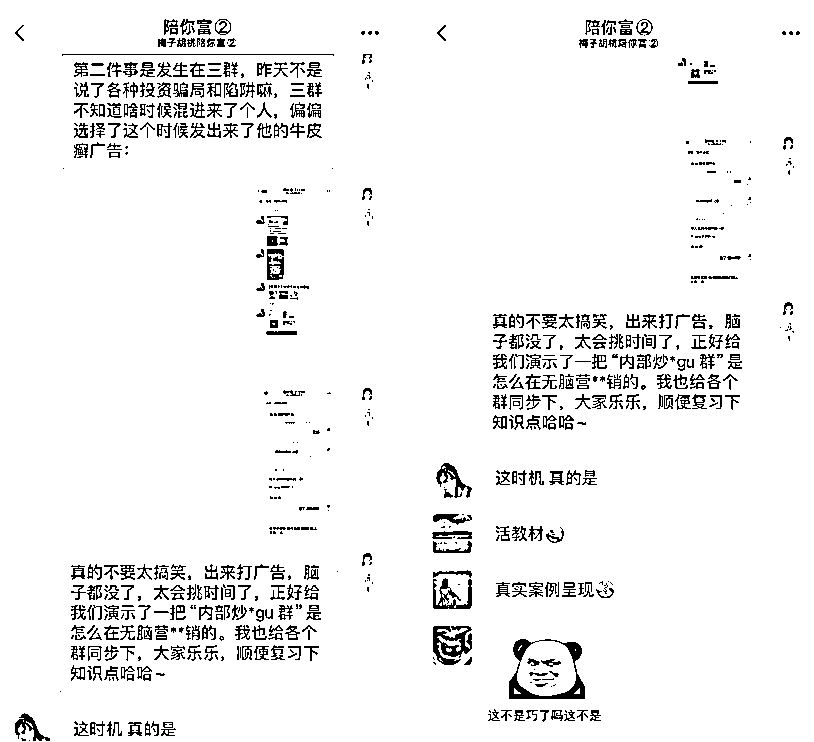 陪你富②
梅子胡桃陪你富②
第二件事是发生在三群，昨天不是
说了各种投资骗局和陷阱嘛，三群
不知道啥时候混进来了个人，偏偏
选择了这个时候发出来了他的牛皮
癣广告：
真的不要太搞笑，出来打广告，脑
子都没了，太会挑时间了，正好给
我们演示了一把“内部炒*gu 群”是
怎么在无脑营**销的。我也给各个
群同步下，大家乐乐，顺便复习下
知识点哈哈~
这时机 真的是
陪你富②
梅子胡桃陪你富②
真的不要太搞笑，出来打广告，脑
子都没了，太会挑时间了，正好给
我们演示了一把“内部炒*gu 群”是
怎么在无脑营**销的。我也给各个
群同步下，大家乐乐，顺便复习下
知识点哈哈~
这时机 真的是
活教材
真实案例呈现
这不是巧了吗这不是